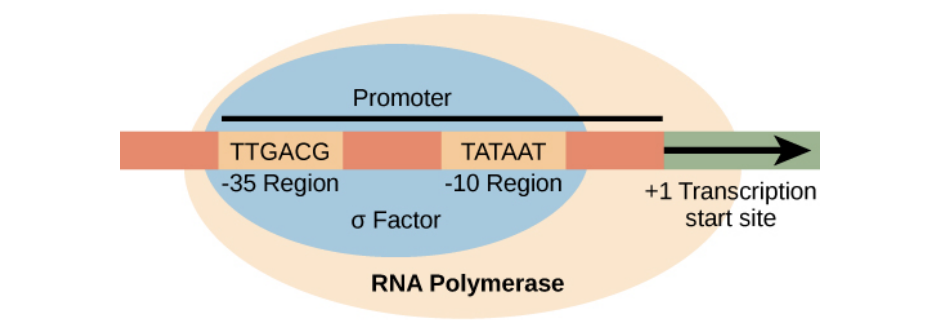 Promoter
TTGACG
TATAAT
-35 Region
-10 Region
+1 Transcription
start site
σ Factor
RNA Polymerase